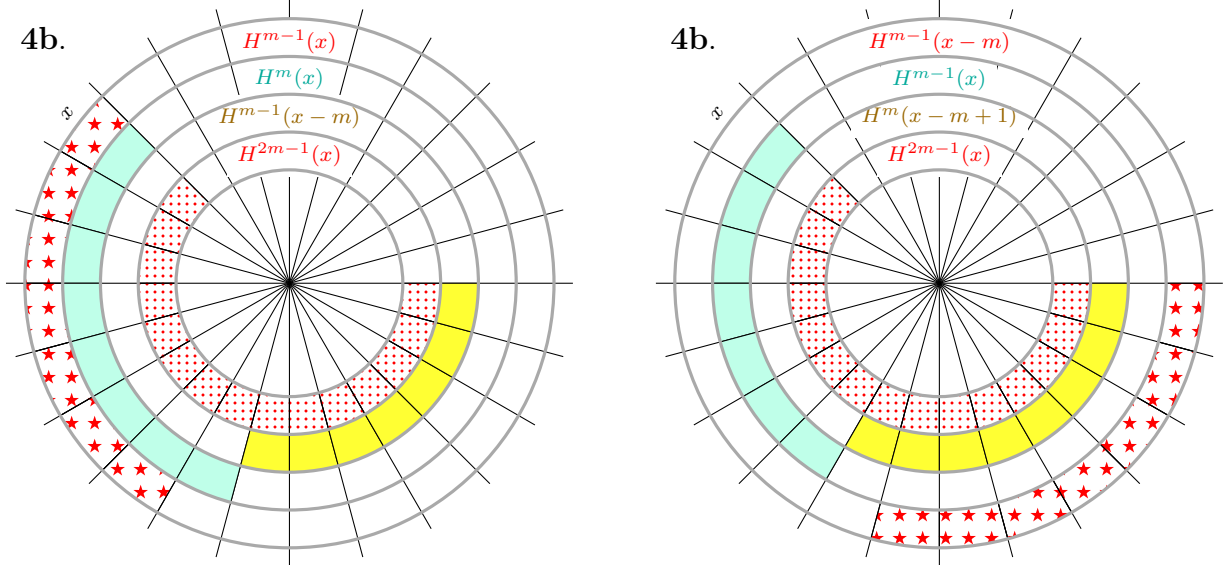 4b.
H^{m−1}(x)
H^m(x)
H^{m−1}(x − m)
H^{2m−1}(x)
x
4b.
H^{m−1}(x − m)
H^{m−1}(x)
H^m(x − m + 1)
H^{2m−1}(x)
x